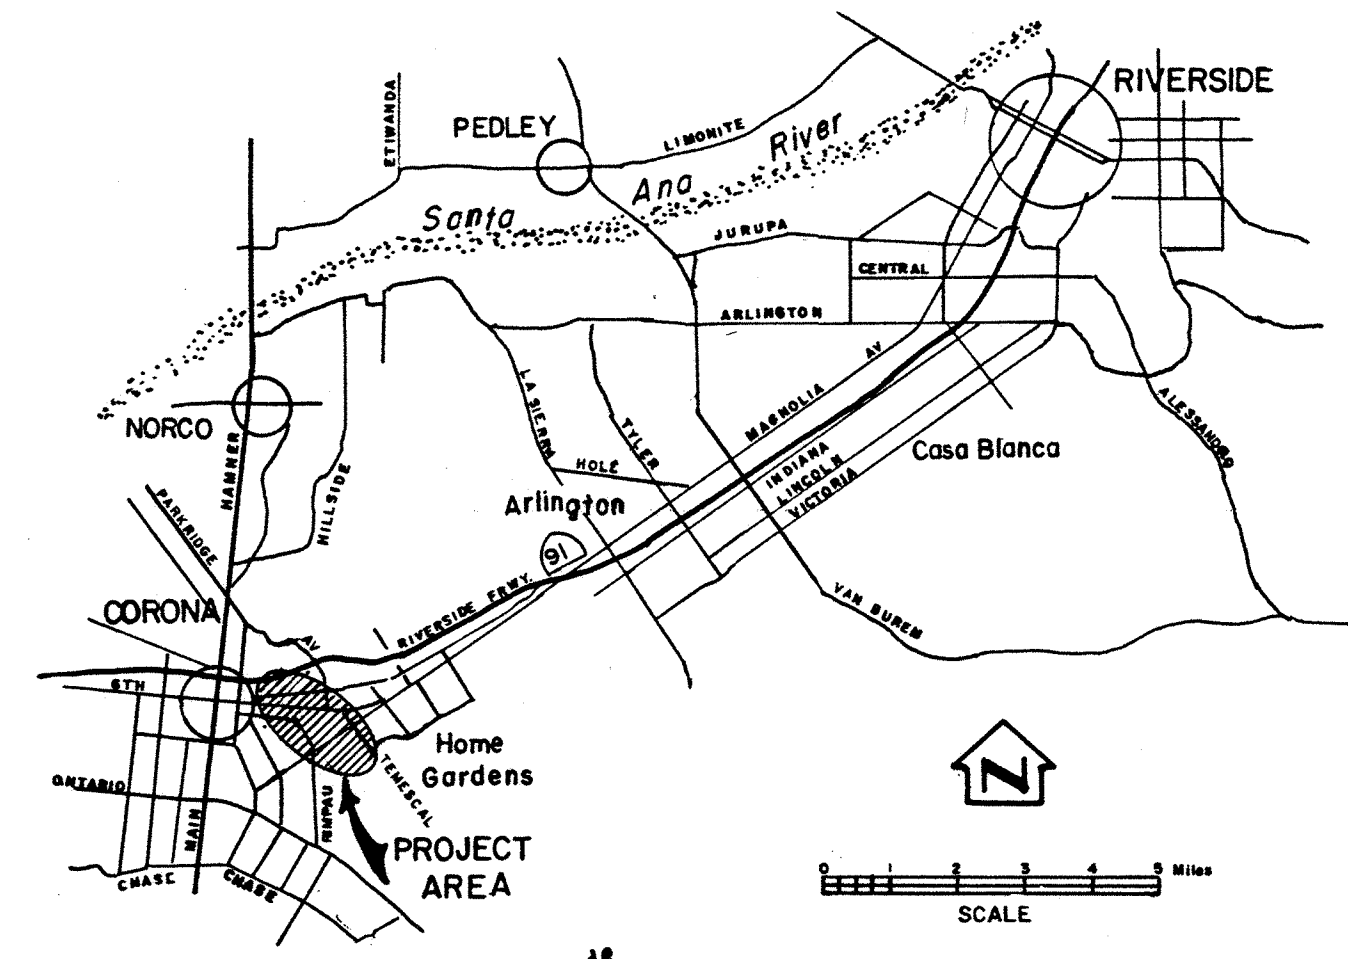 RIVERSIDE
ETIWANDA
PEDLEY
LIMONITE
Santa Ana River
JURUPA
CENTRAL
ARLINGTON
LA SIERRA
TYLER
HOLE
MAGNOLIA AV
INDIANA
LINCOLN
VICTORIA
Casa Blanca
ALESSANDRO
NORCO
HAMNER
HILLSIDE
PARKRIDGE
Arlington
91
RIVERSIDE FRWY.
VAN BUREN
CORONA
AV
6TH
Home
Gardens
TEMESCAL
ONTARIO
MAIN
RIMPAU
CHASE
CHASE
PROJECT
AREA
N
0 1 2 3 4 5 Miles
SCALE